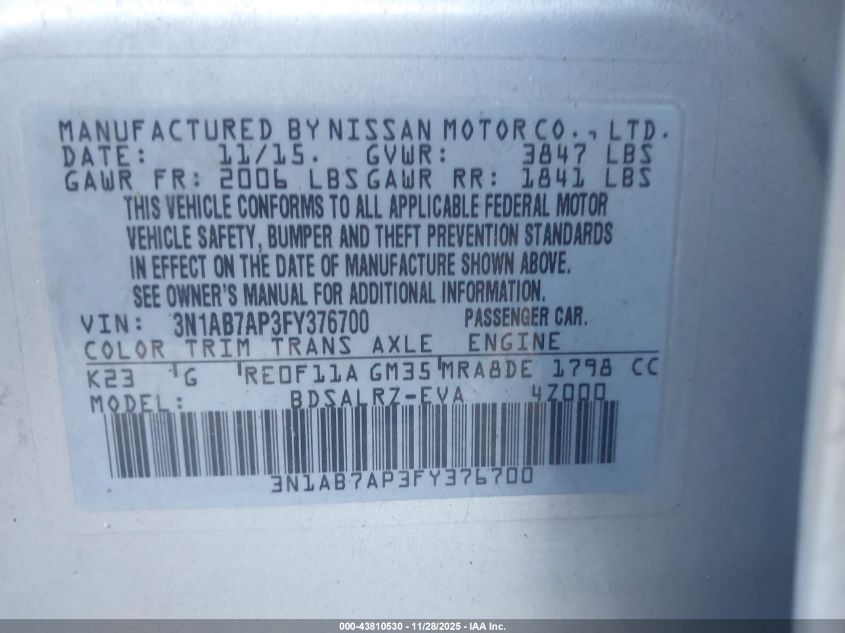 MANUFACTURED BY NISSAN MOTOR CO., LTD.
DATE: 11/15. GVWR: 3847 LBS
GAWR FR: 2006 LBS GAWR RR: 1841 LBS
THIS VEHICLE CONFORMS TO ALL APPLICABLE FEDERAL MOTOR
VEHICLE SAFETY, BUMPER AND THEFT PREVENTION STANDARDS
IN EFFECT ON THE DATE OF MANUFACTURE SHOWN ABOVE.
SEE OWNER'S MANUAL FOR ADDITIONAL INFORMATION.
VIN: 3N1AB7AP3FY376700 PASSENGER CAR.
COLOR TRIM TRANS AXLE ENGINE
K23 G RE0F11A GM35 MRA8DE 1798 CC
MODEL: BDSALRZ-EVA 4Z000
3N1AB7AP3FY376700
000-43810530 - 11/28/2025 - IAA Inc.